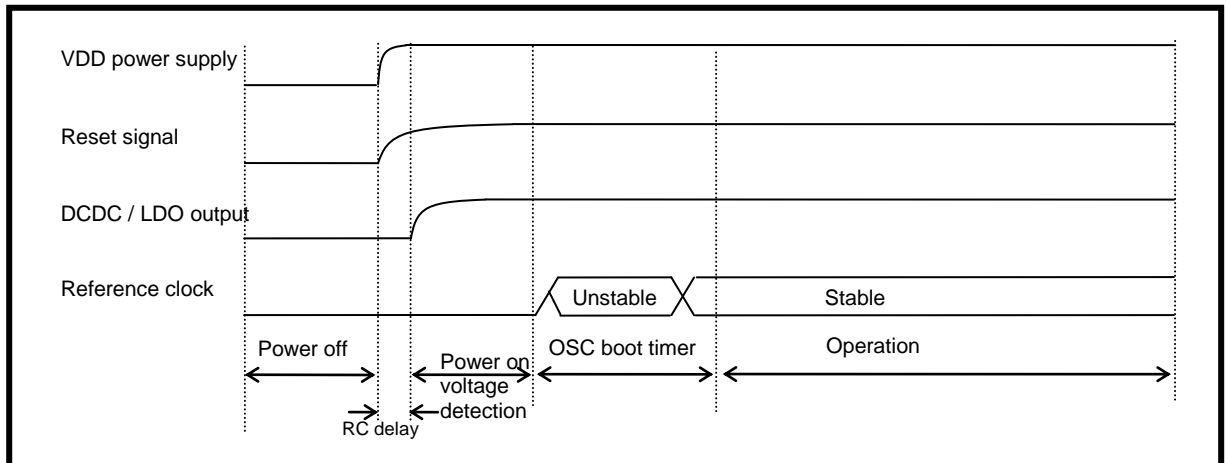 VDD power supply
Reset signal
DCDC / LDO output
Reference clock
Unstable
Stable
Power off
Power on
voltage
detection
OSC boot timer
Operation
RC delay